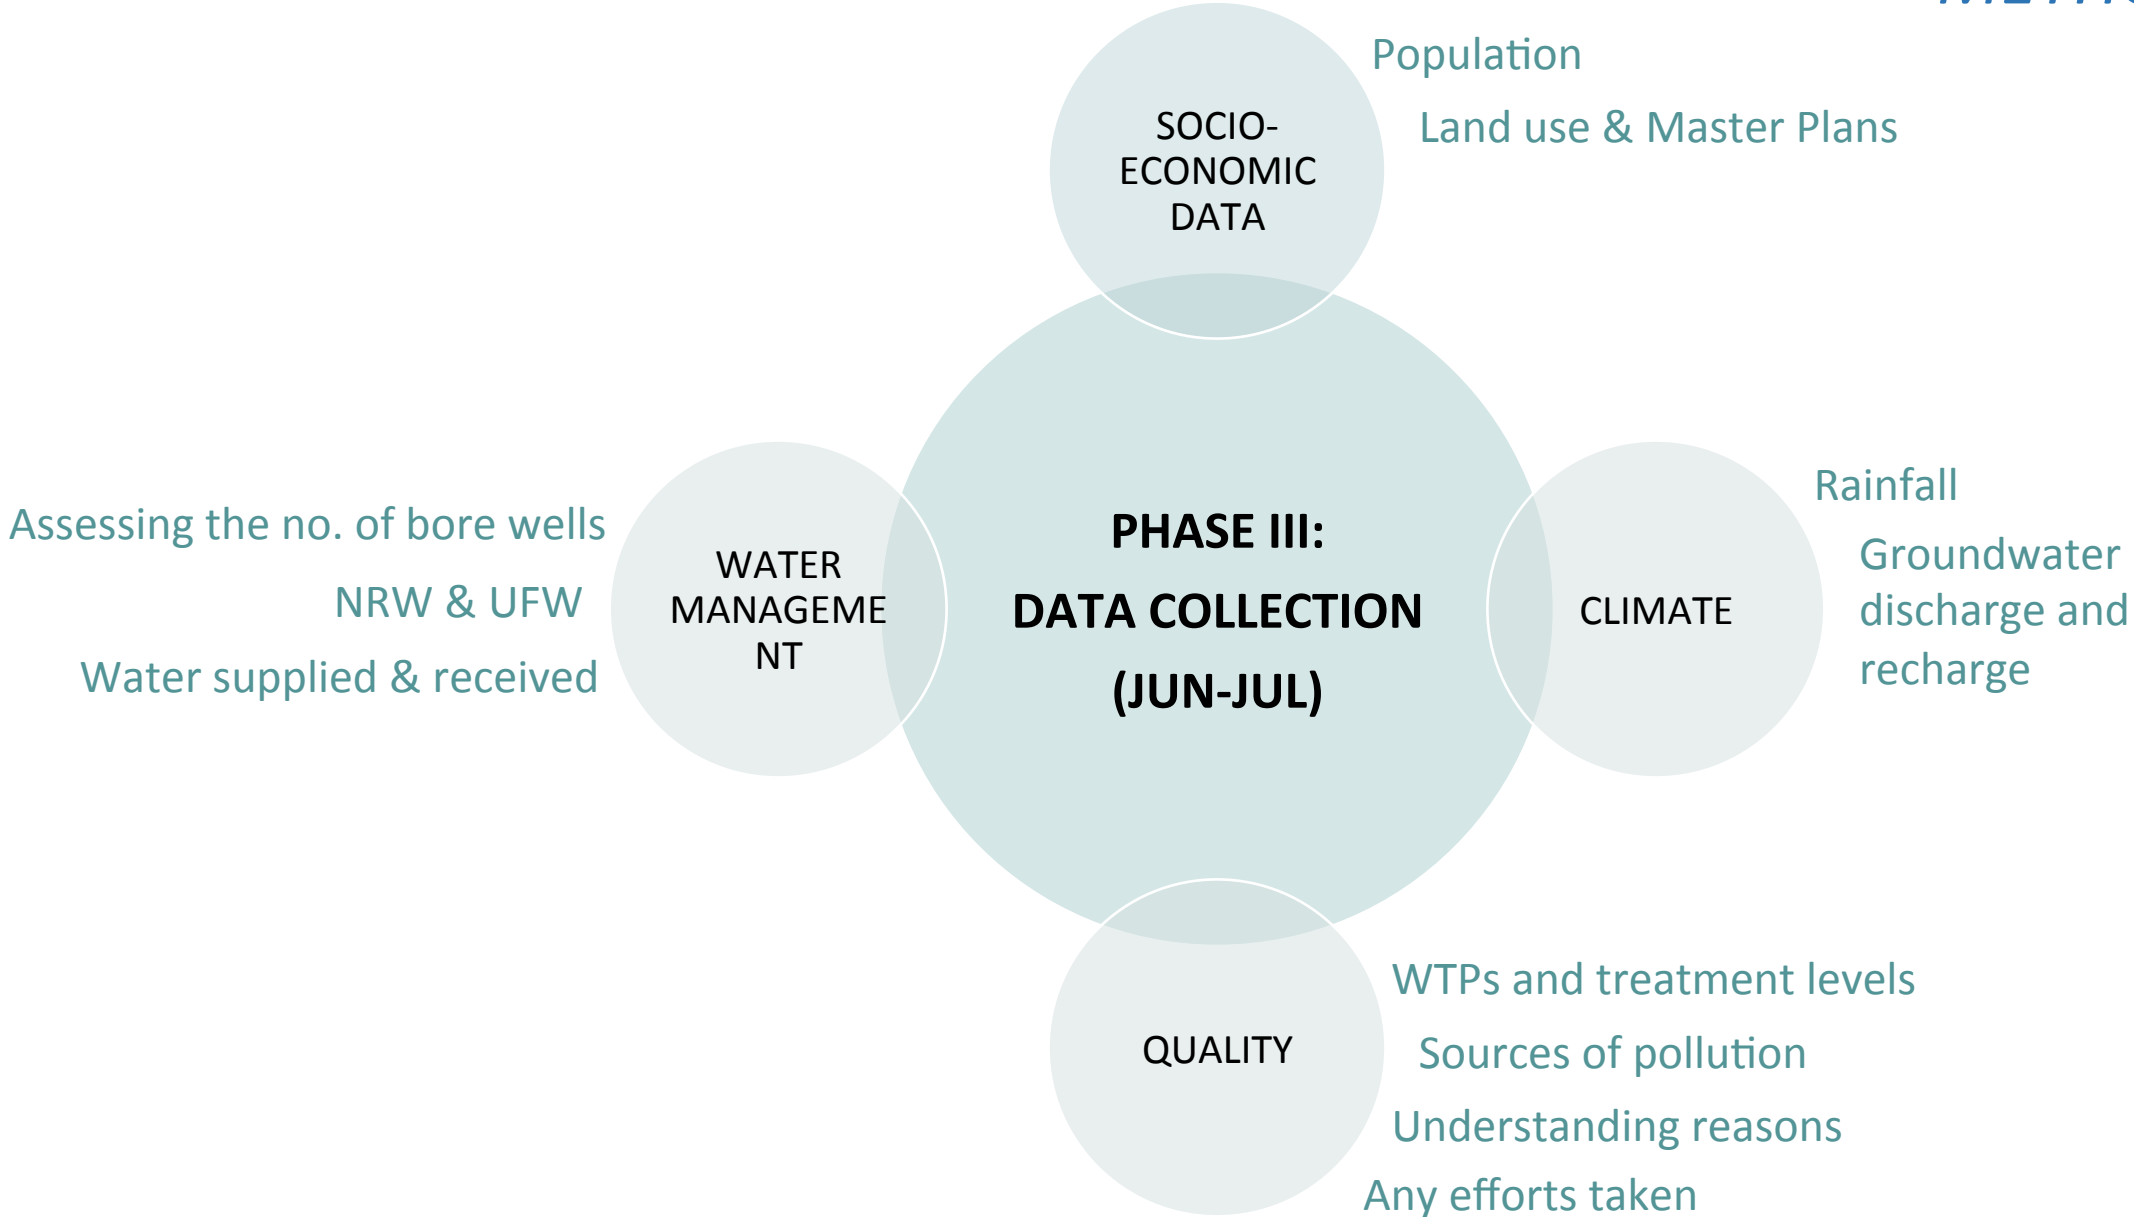 Population
Land use & Master Plans
SOCIO-
ECONOMIC
DATA
Assessing the no. of bore wells
NRW & UFW
Water supplied & received
WATER
MANAGEME
NT
PHASE III:
DATA COLLECTION
(JUN-JUL)
CLIMATE
Rainfall
Groundwater
discharge and
recharge
QUALITY
WTPs and treatment levels
Sources of pollution
Understanding reasons
Any efforts taken